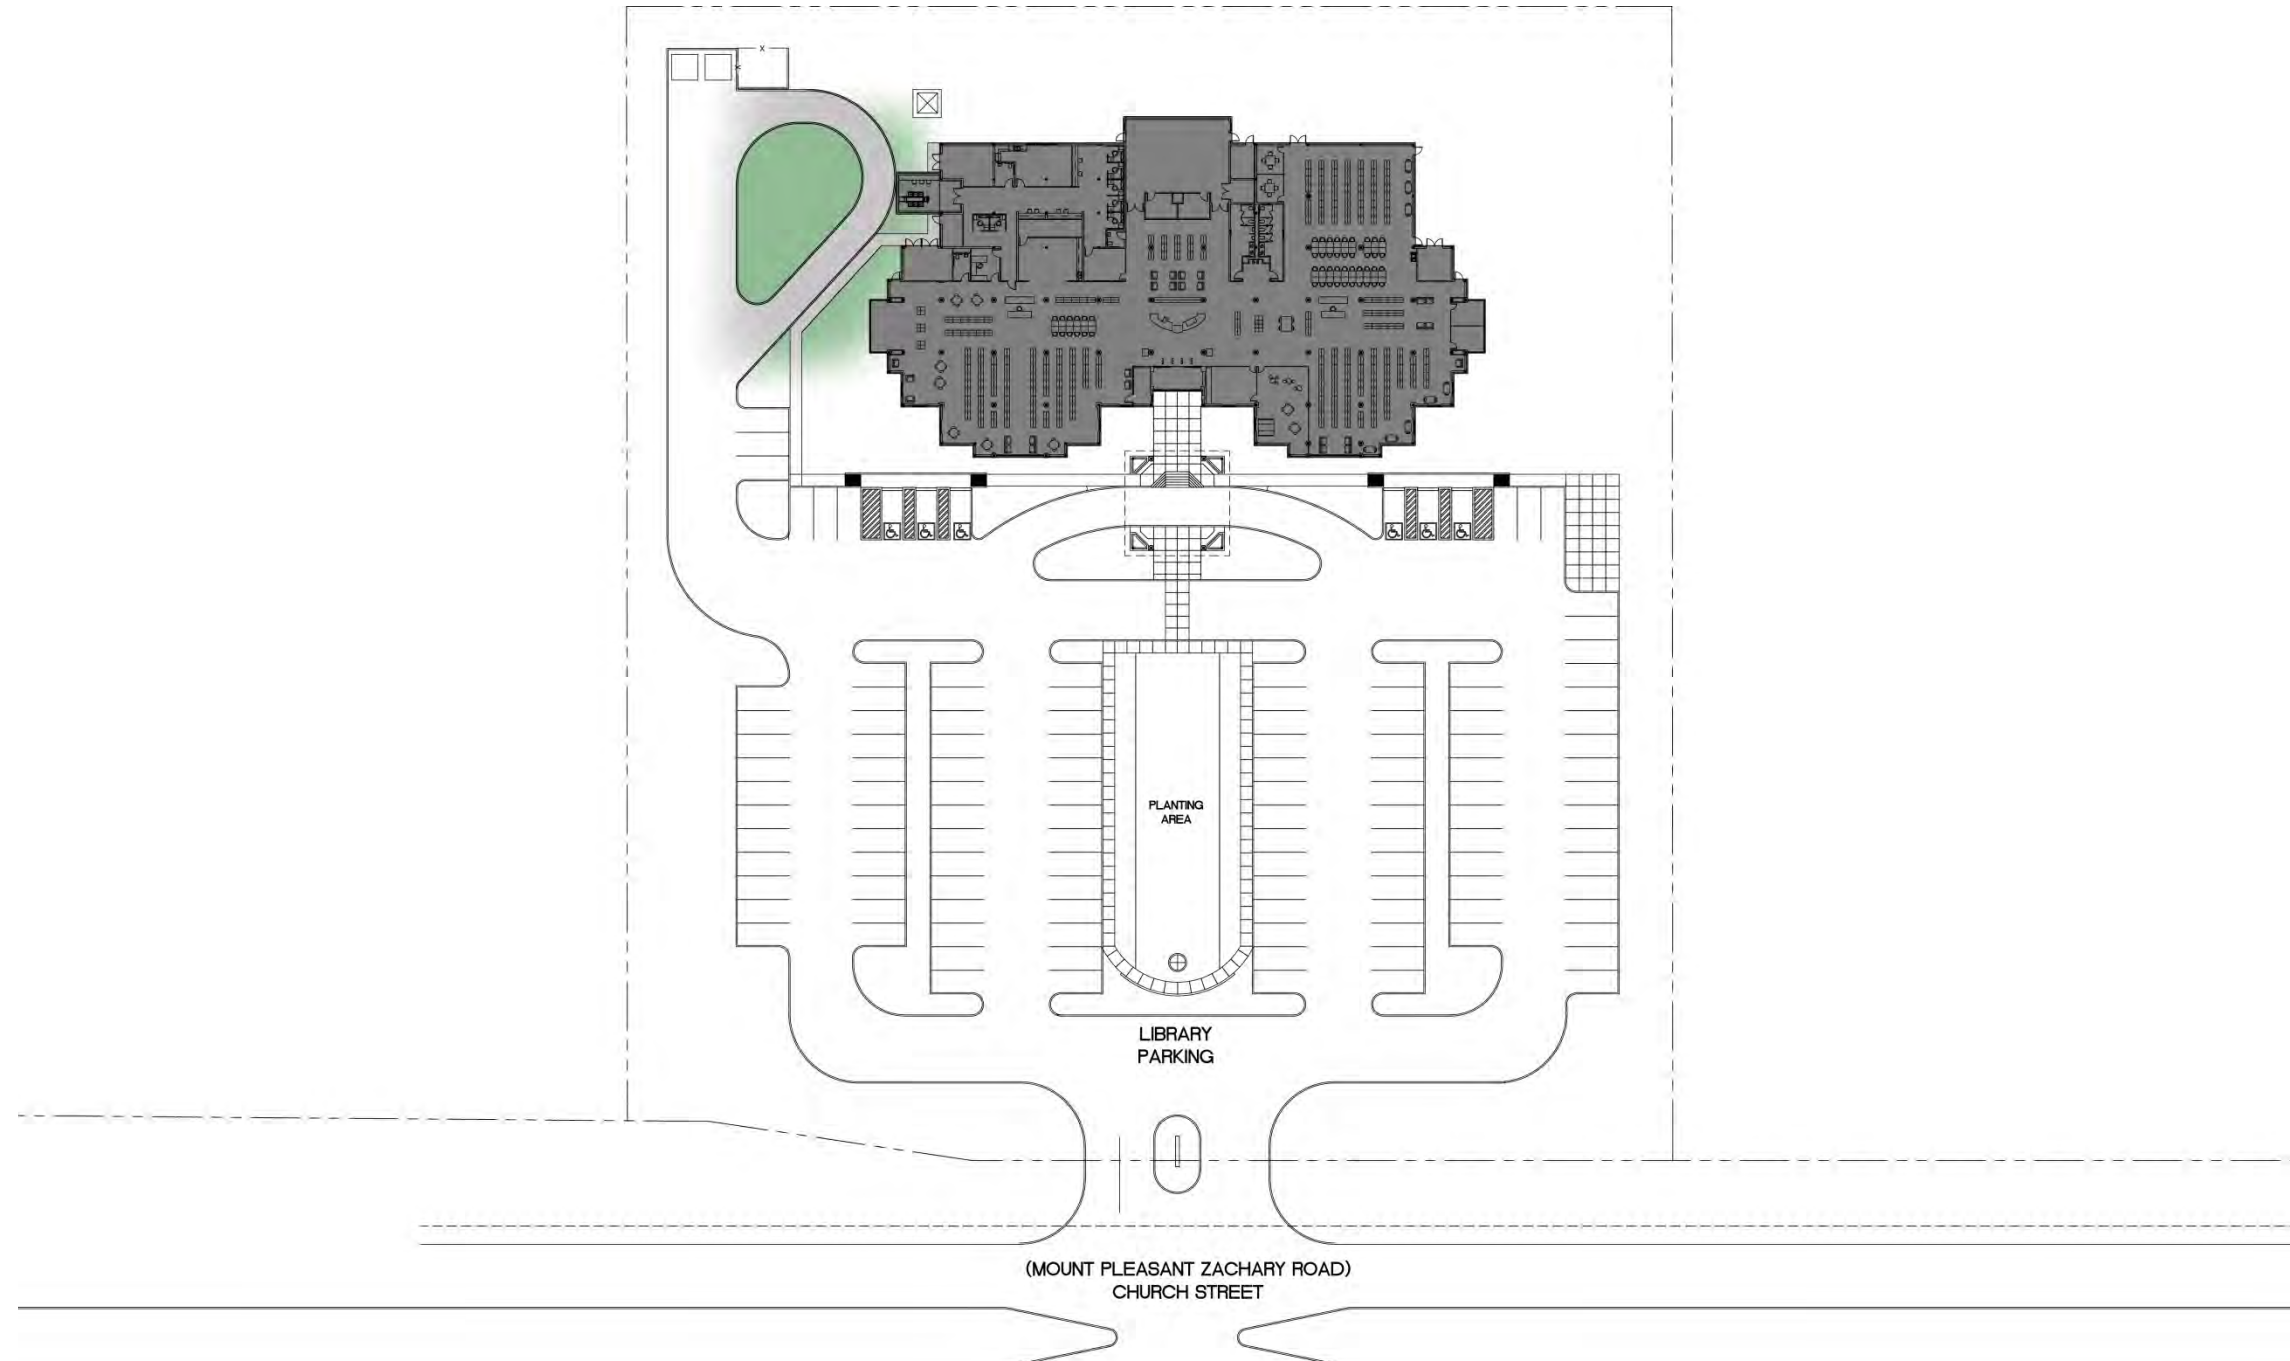 PLANTING
AREA
LIBRARY
PARKING
(MOUNT PLEASANT ZACHARY ROAD)
CHURCH STREET